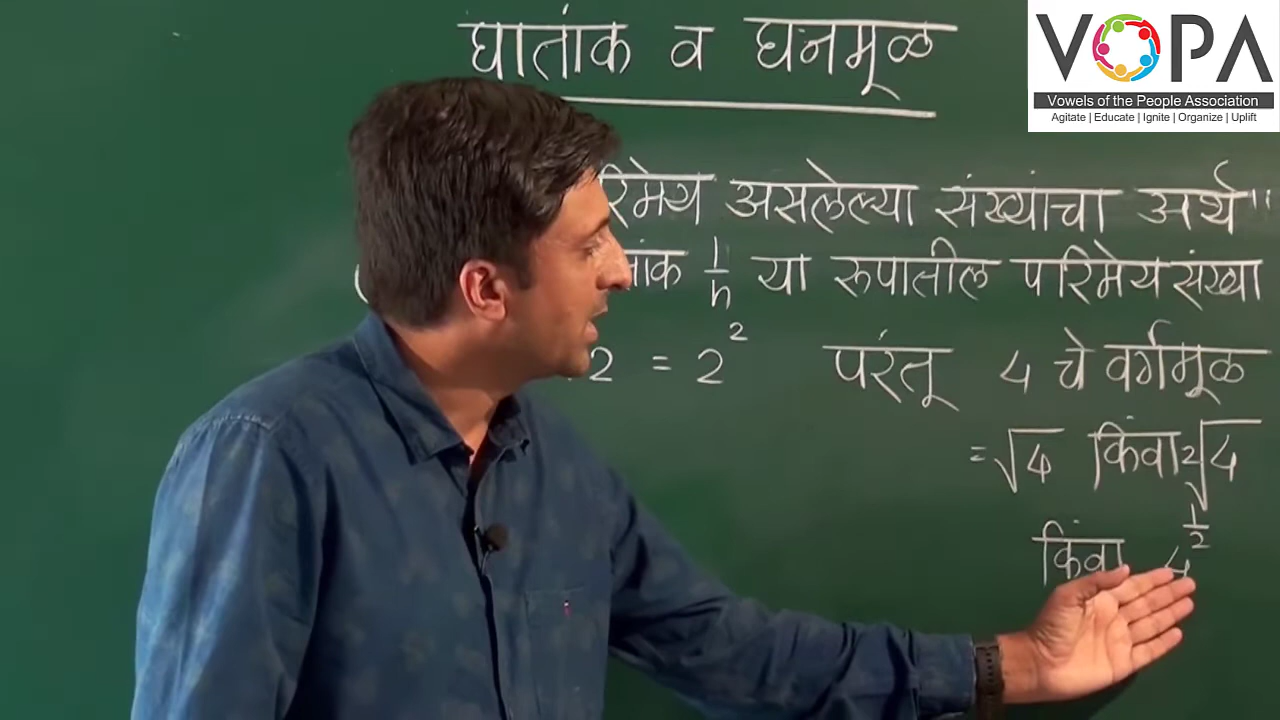 घातांक व घनमूळ
VOPA
Vowels of the People Association
Agitate | Educate | Ignite | Organize | Uplift
असलेल्या संख्यांचा अर्थ"
1/n या रुपातील परिमेय संख्या
2 = 2² परंतू 4 चे वर्गमूळ
= √4 किंवा ²√4
किंवा 4^1/2